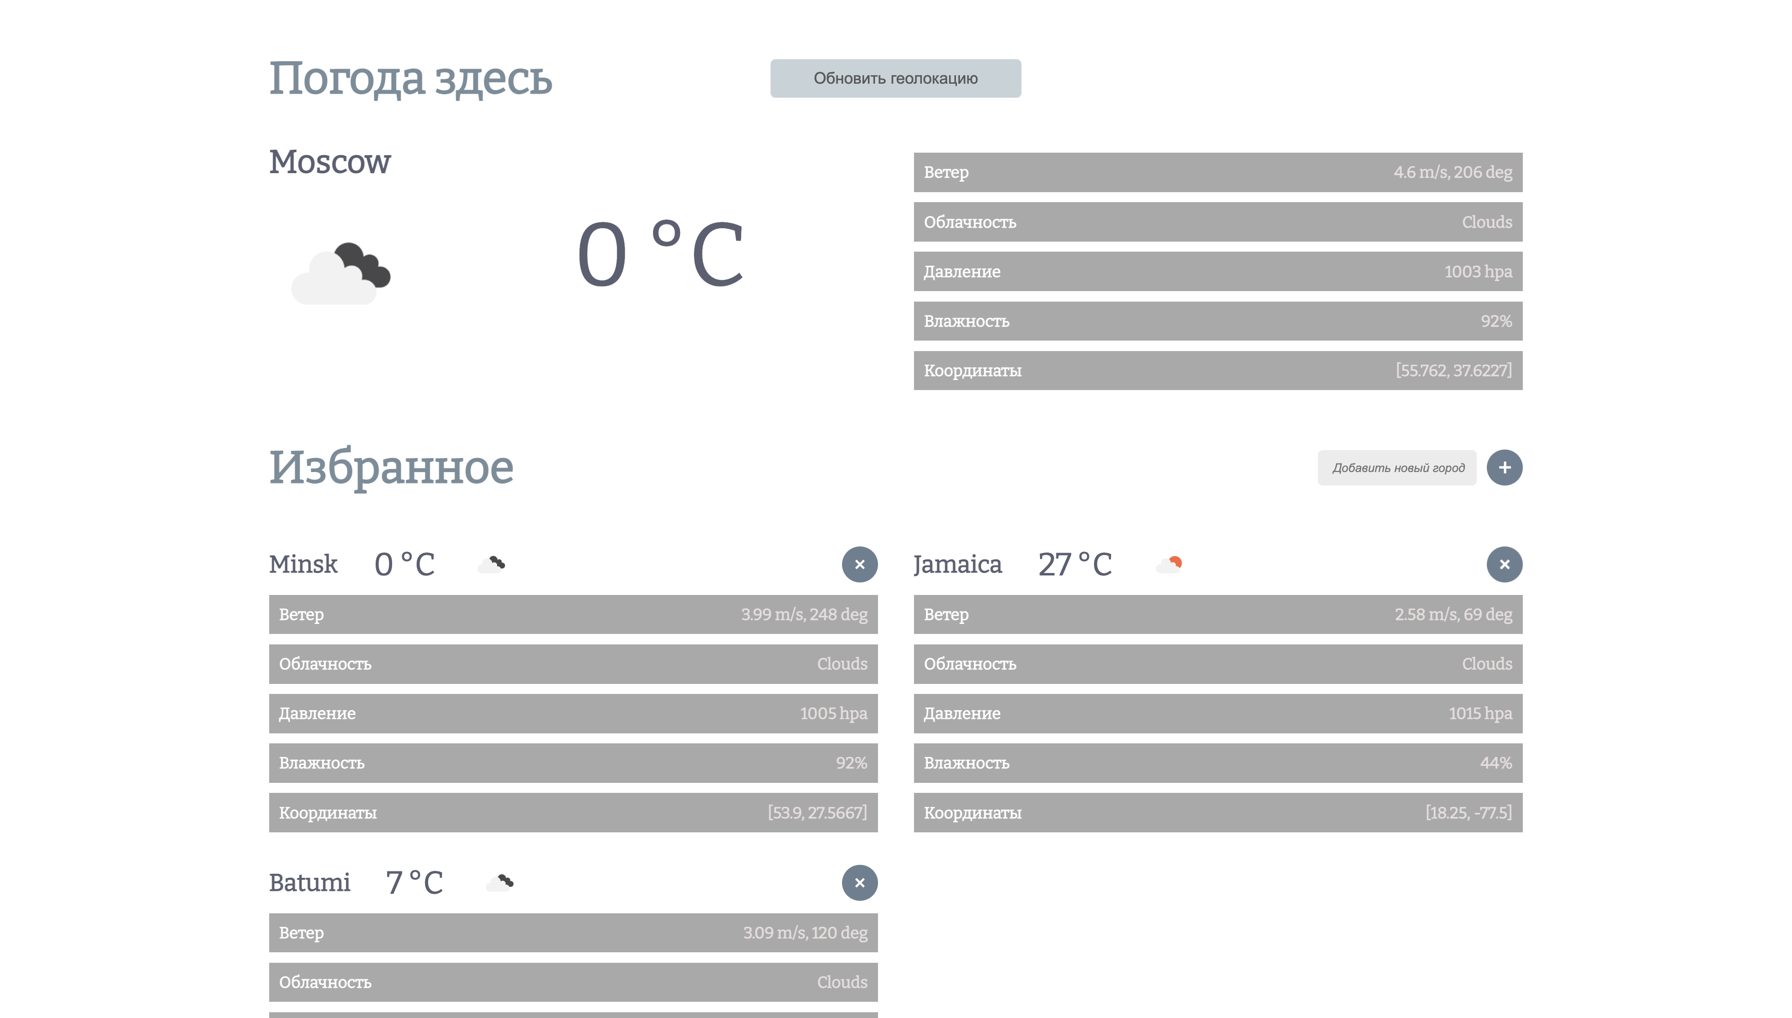 Погода здесь
Обновить геолокацию
Moscow
0 °C
Ветер 4.6 m/s, 206 deg
Облачность Clouds
Давление 1003 hpa
Влажность 92%
Координаты [55.762, 37.6227]
Избранное
Добавить новый город +
Minsk 0 °C ×
Ветер 3.99 m/s, 248 deg
Облачность Clouds
Давление 1005 hpa
Влажность 92%
Координаты [53.9, 27.5667]
Jamaica 27 °C ×
Ветер 2.58 m/s, 69 deg
Облачность Clouds
Давление 1015 hpa
Влажность 44%
Координаты [18.25, -77.5]
Batumi 7 °C ×
Ветер 3.09 m/s, 120 deg
Облачность Clouds